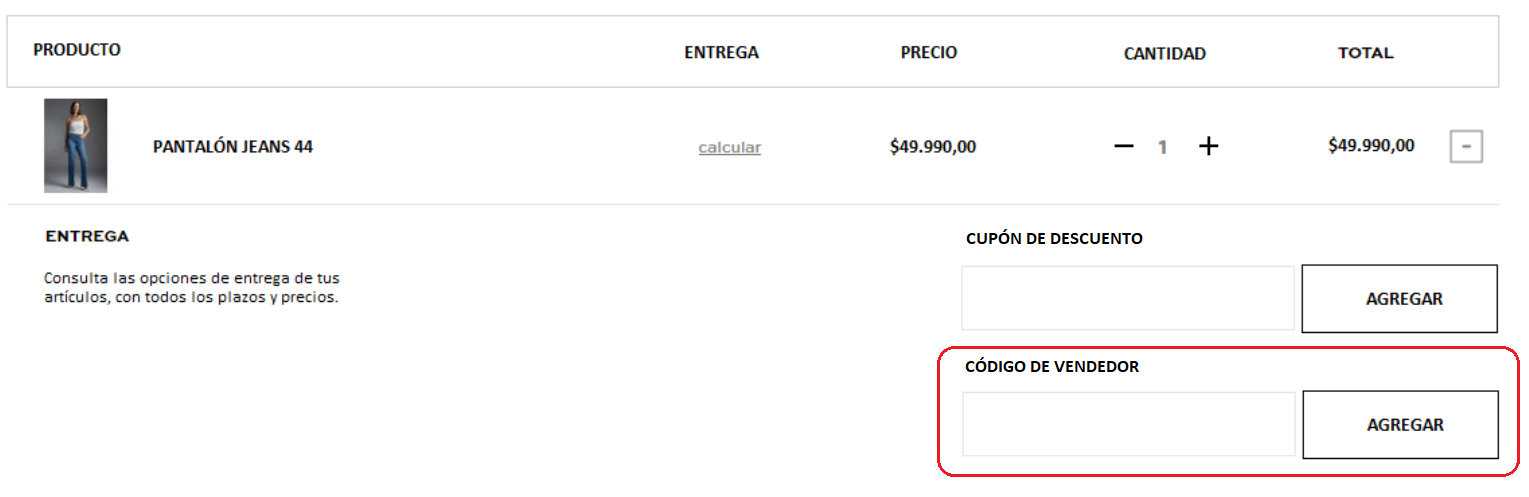 PRODUCTO ENTREGA PRECIO CANTIDAD TOTAL
PANTALÓN JEANS 44 calcular $49.990,00 − 1 + $49.990,00 -
ENTREGA
Consulta las opciones de entrega de tus
artículos, con todos los plazos y precios.
CUPÓN DE DESCUENTO
AGREGAR
CÓDIGO DE VENDEDOR
AGREGAR